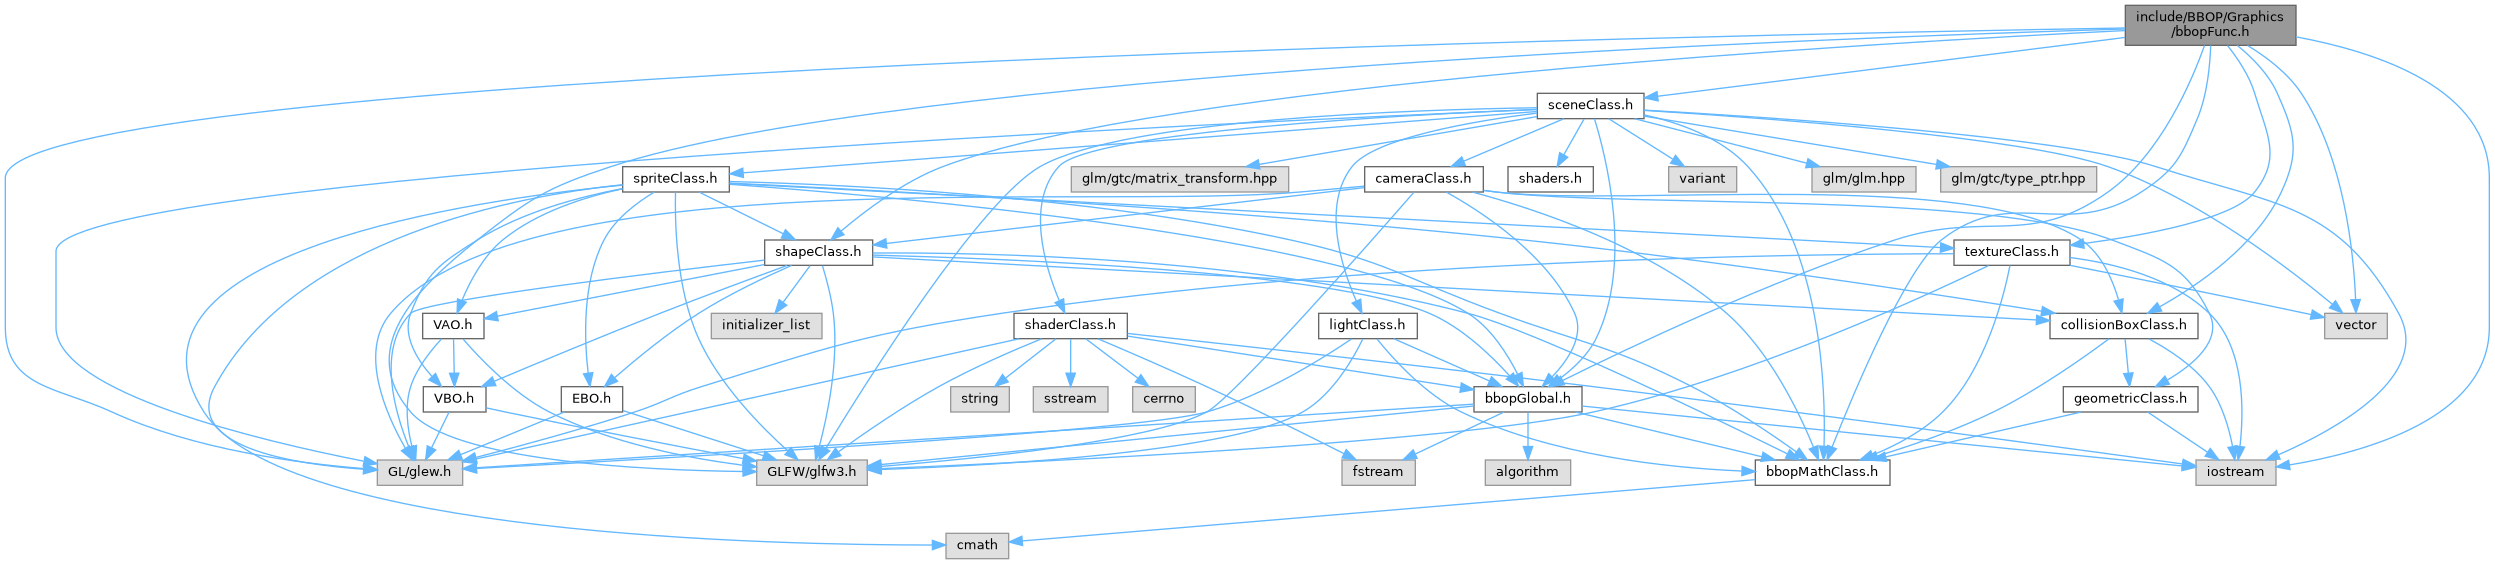 include/BBOP/Graphics
/bbopFunc.h
sceneClass.h
spriteClass.h
glm/gtc/matrix_transform.hpp
cameraClass.h
shaders.h
variant
glm/glm.hpp
glm/gtc/type_ptr.hpp
shapeClass.h
textureClass.h
VAO.h
initializer_list
shaderClass.h
lightClass.h
collisionBoxClass.h
vector
VBO.h
EBO.h
string
sstream
cerrno
bbopGlobal.h
geometricClass.h
GL/glew.h
GLFW/glfw3.h
fstream
algorithm
bbopMathClass.h
iostream
cmath